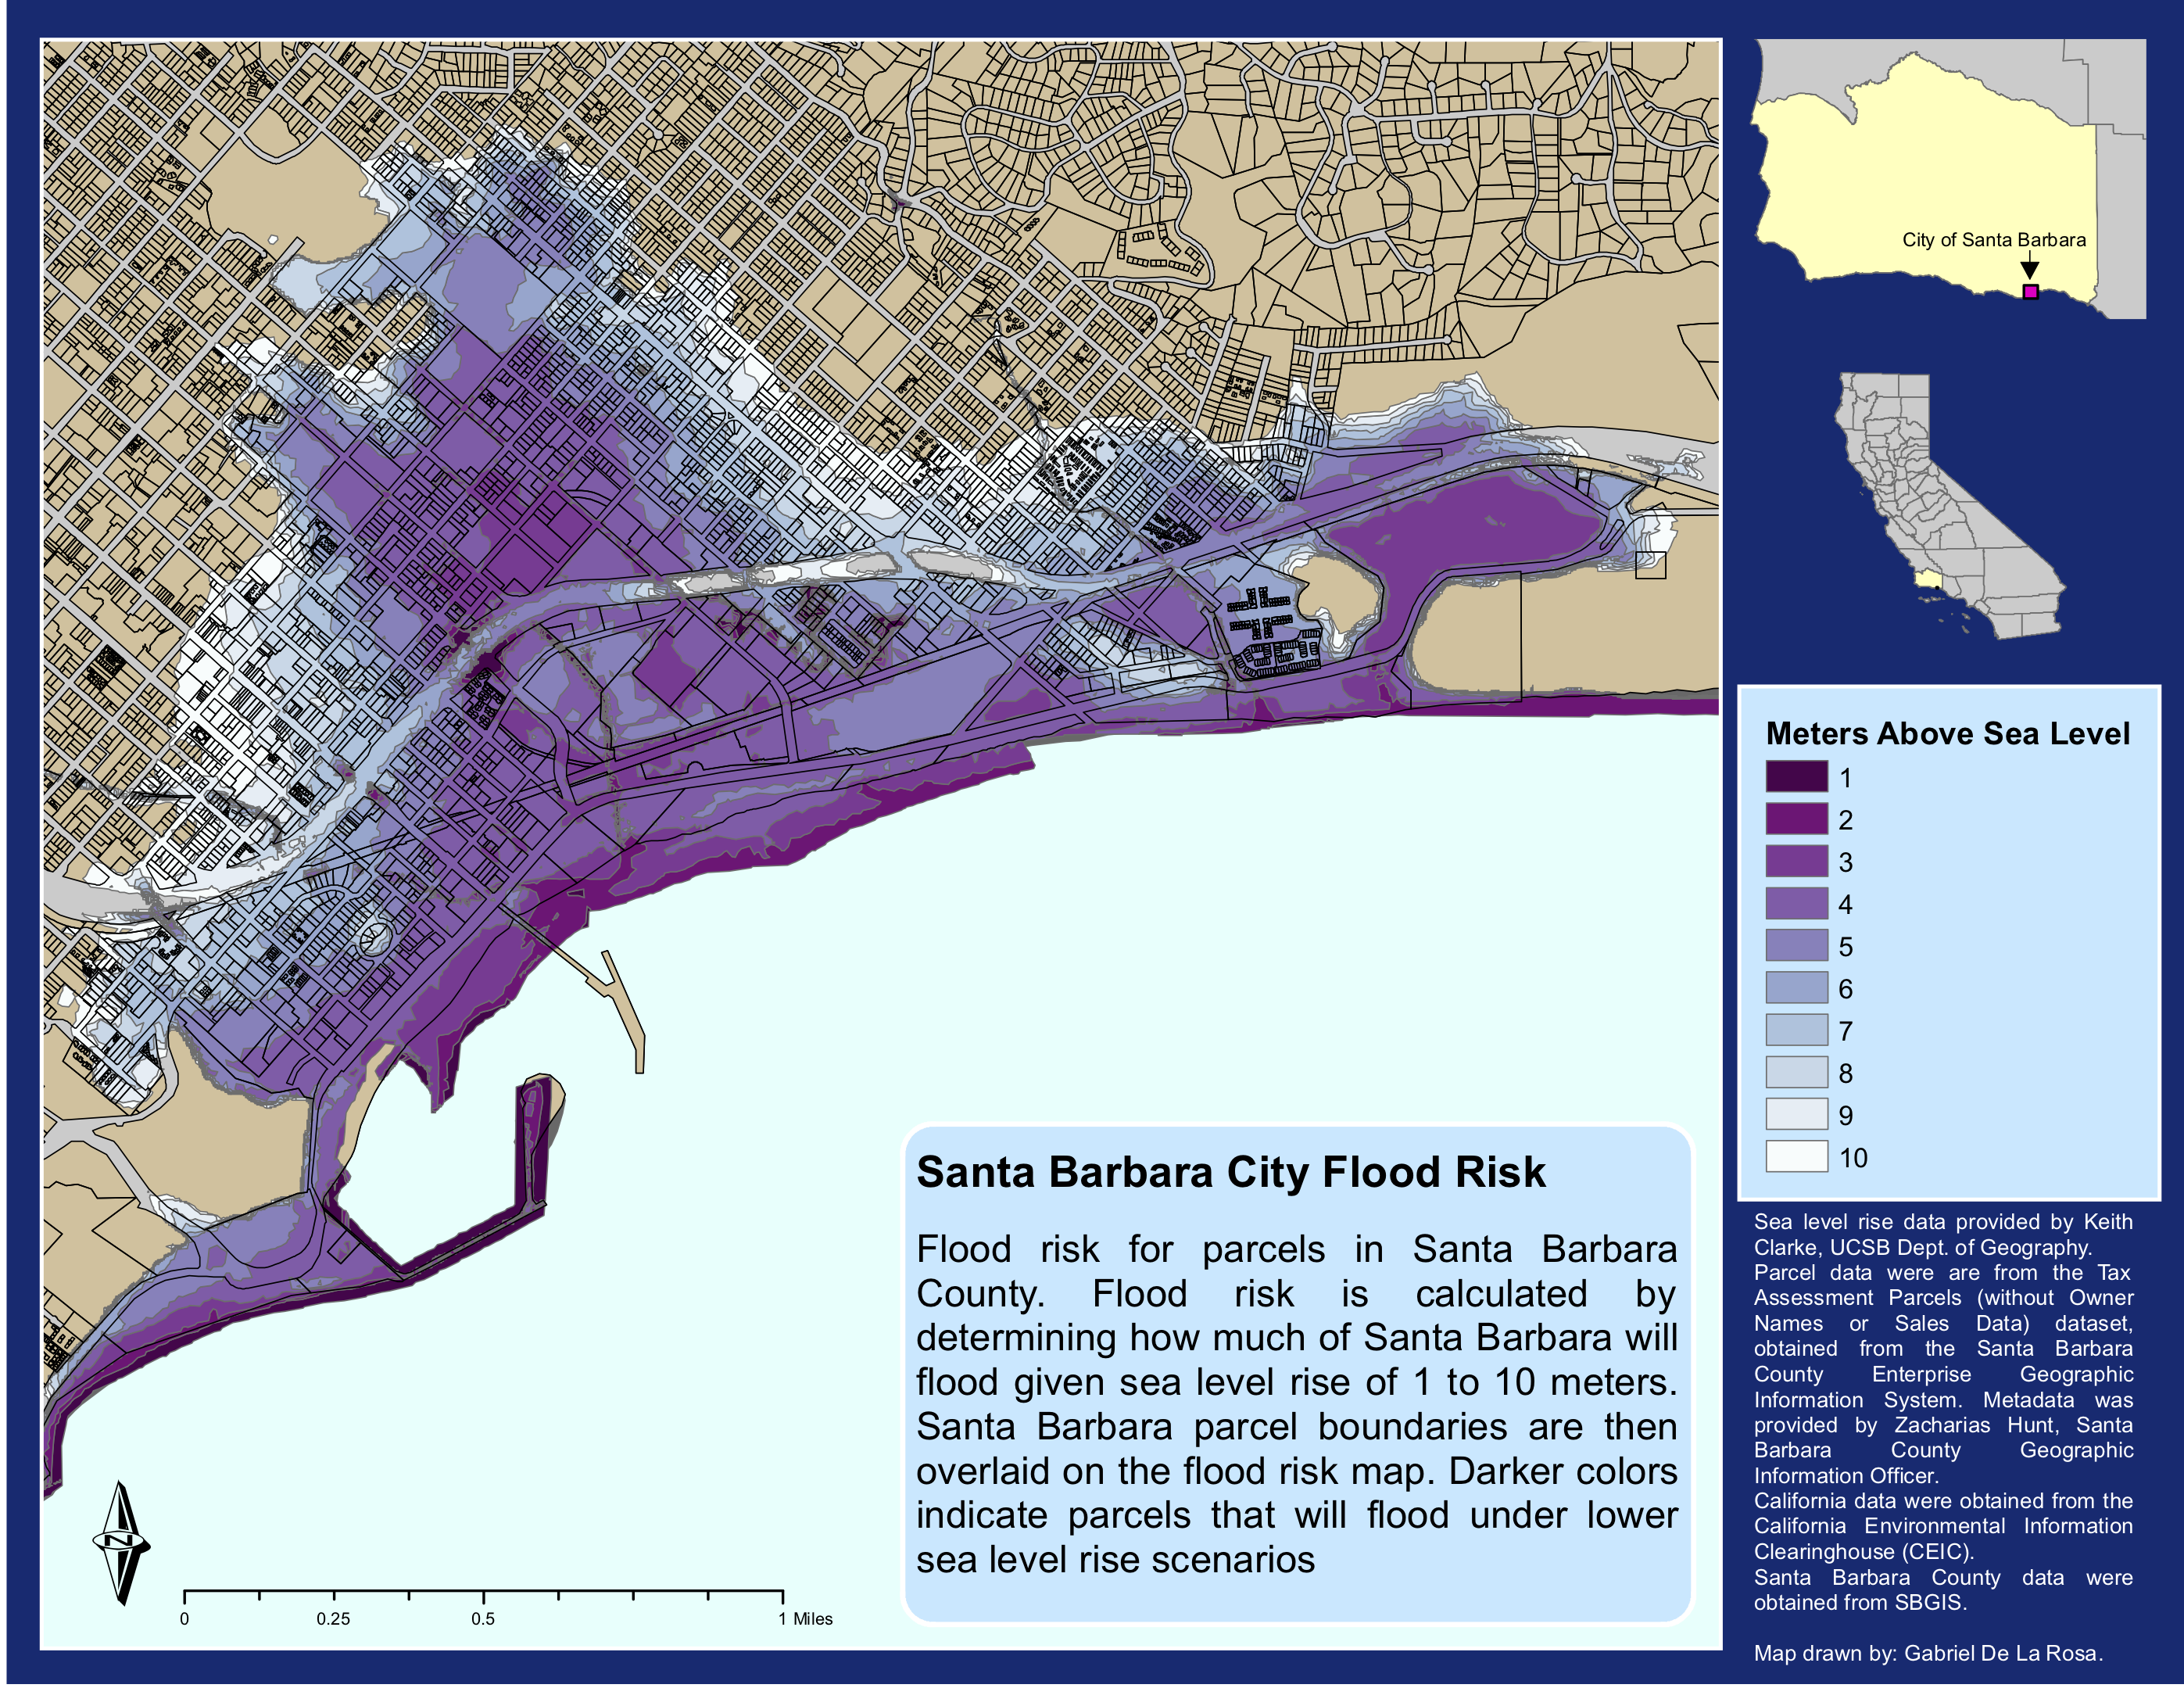 City of Santa Barbara
Meters Above Sea Level
1
2
3
4
5
6
7
8
9
10
Santa Barbara City Flood Risk
Flood risk for parcels in Santa Barbara
County. Flood risk is calculated by
determining how much of Santa Barbara will
flood given sea level rise of 1 to 10 meters.
Santa Barbara parcel boundaries are then
overlaid on the flood risk map. Darker colors
indicate parcels that will flood under lower
sea level rise scenarios
Sea level rise data provided by Keith
Clarke, UCSB Dept. of Geography.
Parcel data were are from the Tax
Assessment Parcels (without Owner
Names or Sales Data) dataset,
obtained from the Santa Barbara
County Enterprise Geographic
Information System. Metadata was
provided by Zacharias Hunt, Santa
Barbara County Geographic
Information Officer.
California data were obtained from the
California Environmental Information
Clearinghouse (CEIC).
Santa Barbara County data were
obtained from SBGIS.
Map drawn by: Gabriel De La Rosa.
N
0 0.25 0.5 1 Miles